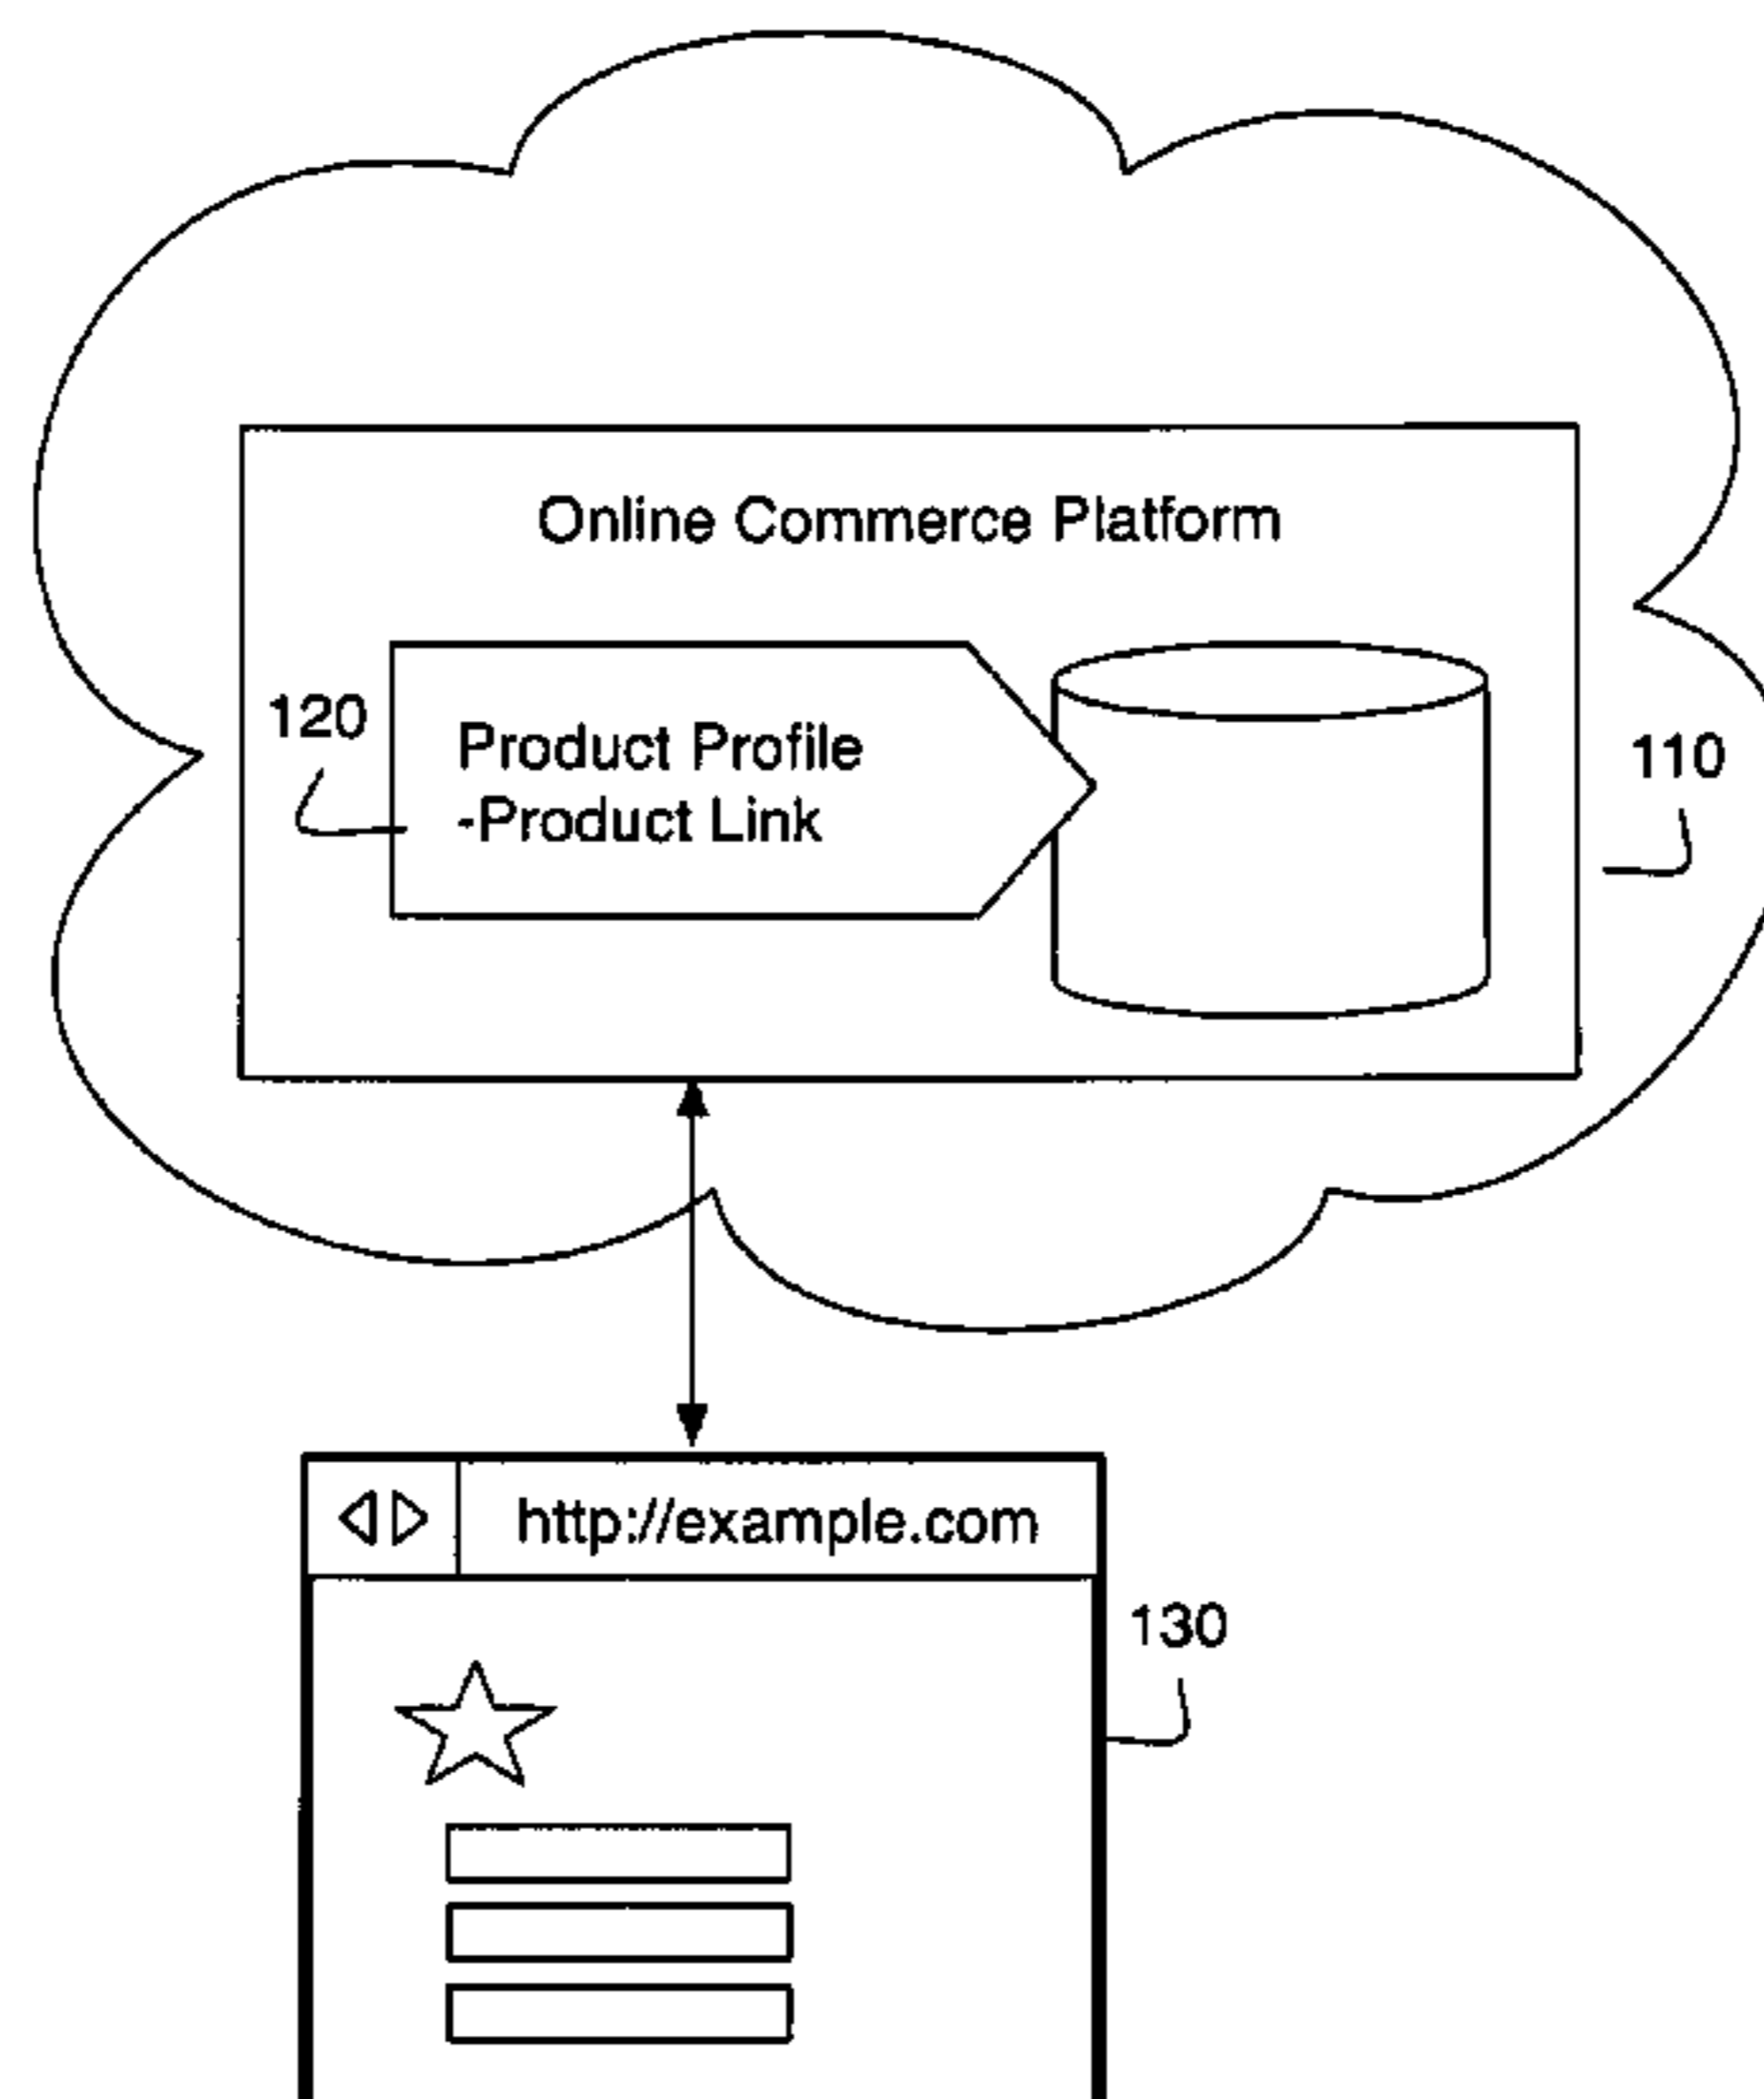 Online Commerce Platform
120
Product Profile
-Product Link
110
http://example.com
130